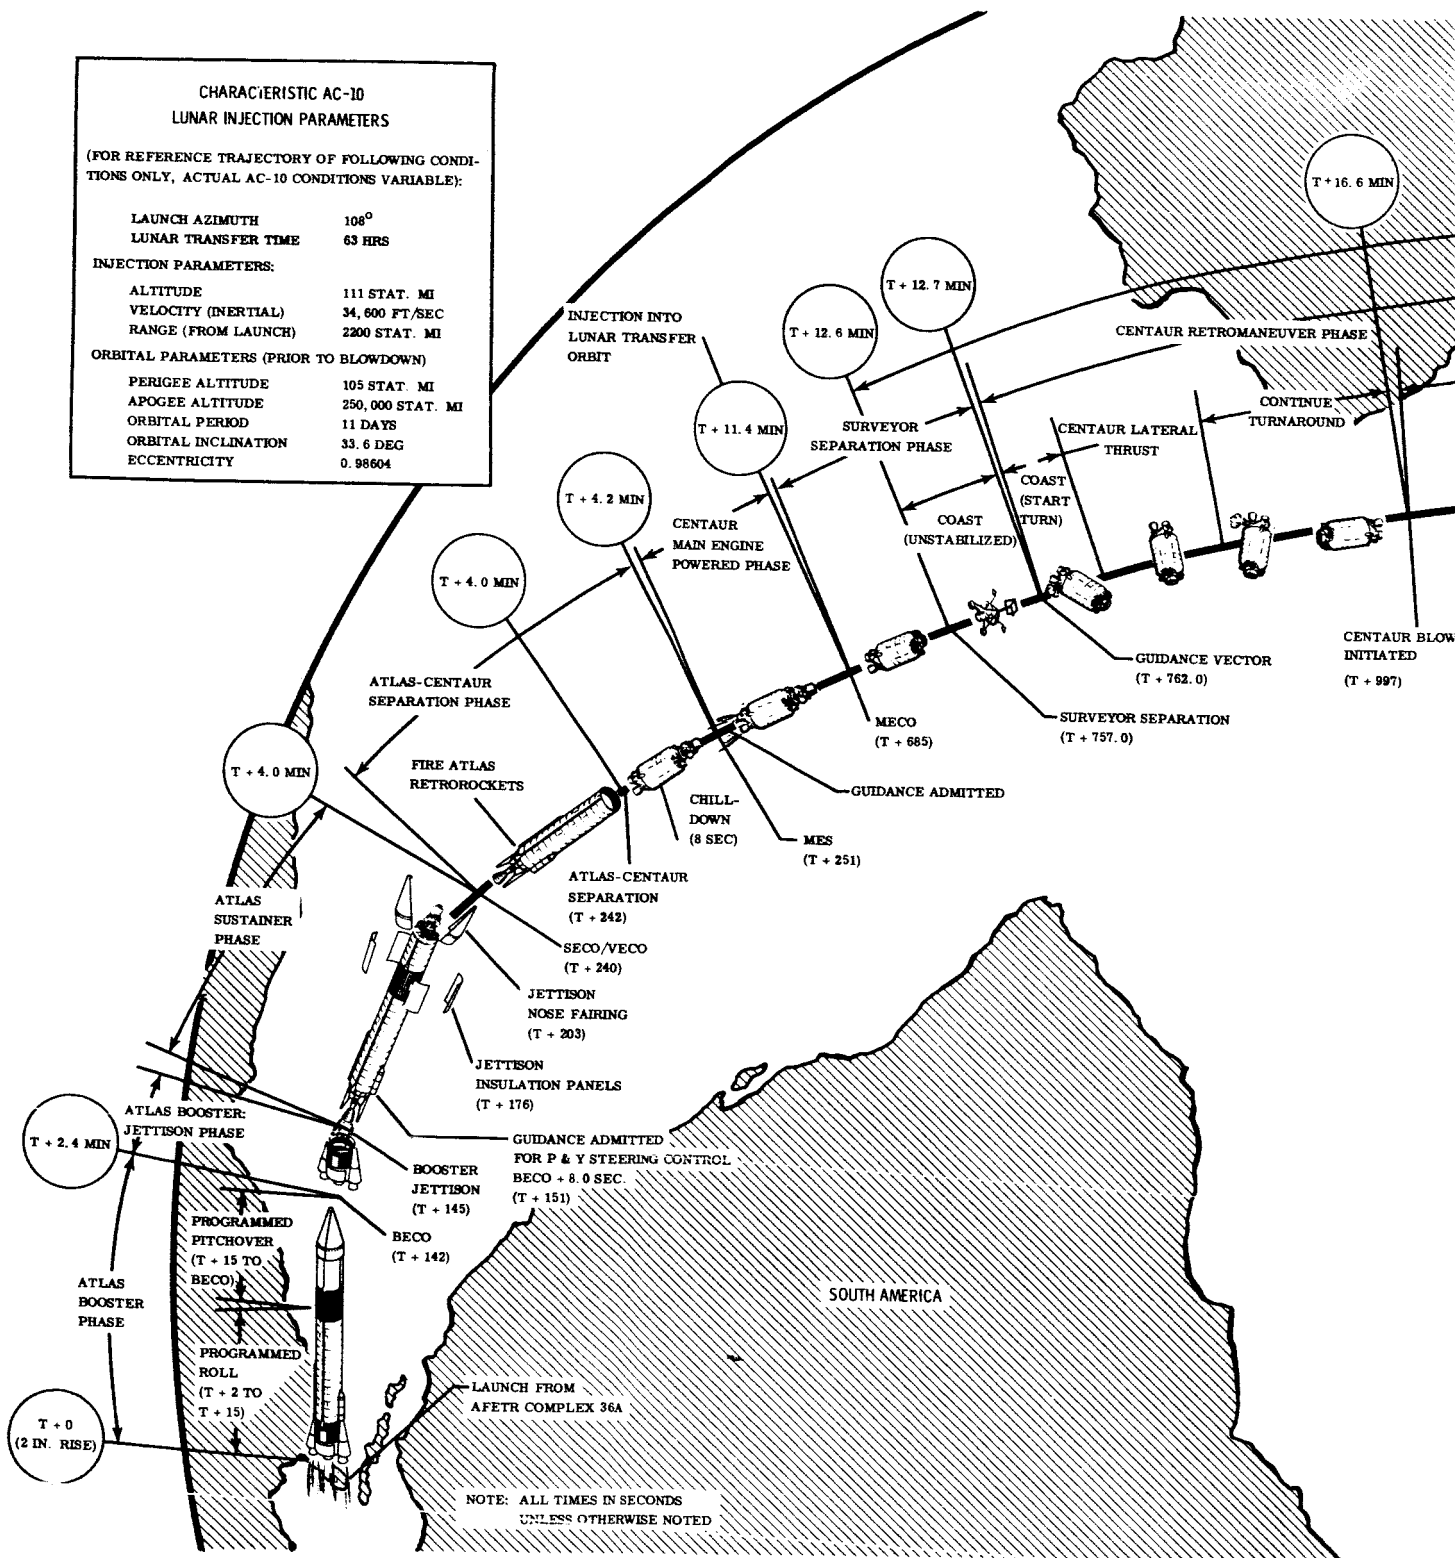 CHARACTERISTIC AC-10
LUNAR INJECTION PARAMETERS
(FOR REFERENCE TRAJECTORY OF FOLLOWING CONDI-
TIONS ONLY, ACTUAL AC-10 CONDITIONS VARIABLE):
LAUNCH AZIMUTH 108°
LUNAR TRANSFER TIME 63 HRS
INJECTION PARAMETERS:
ALTITUDE 111 STAT. MI
VELOCITY (INERTIAL) 34,600 FT/SEC
RANGE (FROM LAUNCH) 2200 STAT. MI
ORBITAL PARAMETERS (PRIOR TO BLOWDOWN)
PERIGEE ALTITUDE 105 STAT. MI
APOGEE ALTITUDE 250,000 STAT. MI
ORBITAL PERIOD 11 DAYS
ORBITAL INCLINATION 33.6 DEG
ECCENTRICITY 0.98604
T + 16.6 MIN
T + 12.7 MIN
T + 12.6 MIN
INJECTION INTO
LUNAR TRANSFER
ORBIT
CENTAUR RETROMANEUVER PHASE
T + 11.4 MIN
SURVEYOR
SEPARATION PHASE
CENTAUR LATERAL
THRUST
CONTINUE
TURNAROUND
T + 4.2 MIN
CENTAUR
MAIN ENGINE
POWERED PHASE
COAST
(UNSTABILIZED)
COAST
(START
TURN)
T + 4.0 MIN
CENTAUR BLOW
INITIATED
(T + 997)
GUIDANCE VECTOR
(T + 762.0)
SURVEYOR SEPARATION
(T + 757.0)
MECO
(T + 685)
ATLAS-CENTAUR
SEPARATION PHASE
T + 4.0 MIN
FIRE ATLAS
RETROROCKETS
GUIDANCE ADMITTED
CHILL-
DOWN
(8 SEC)
MES
(T + 251)
ATLAS-CENTAUR
SEPARATION
(T + 242)
ATLAS
SUSTAINER
PHASE
SECO/VECO
(T + 240)
JETTISON
NOSE FAIRING
(T + 203)
JETTISON
INSULATION PANELS
(T + 176)
ATLAS BOOSTER:
JETTISON PHASE
T + 2.4 MIN
GUIDANCE ADMITTED
FOR P & Y STEERING CONTROL
BECO + 8.0 SEC.
(T + 151)
BOOSTER
JETTISON
(T + 145)
BECO
(T + 142)
PROGRAMMED
PITCHOVER
(T + 15 TO
BECO)
ATLAS
BOOSTER
PHASE
SOUTH AMERICA
PROGRAMMED
ROLL
(T + 2 TO
T + 15)
LAUNCH FROM
AFETR COMPLEX 36A
T + 0
(2 IN. RISE)
NOTE: ALL TIMES IN SECONDS
UNLESS OTHERWISE NOTED